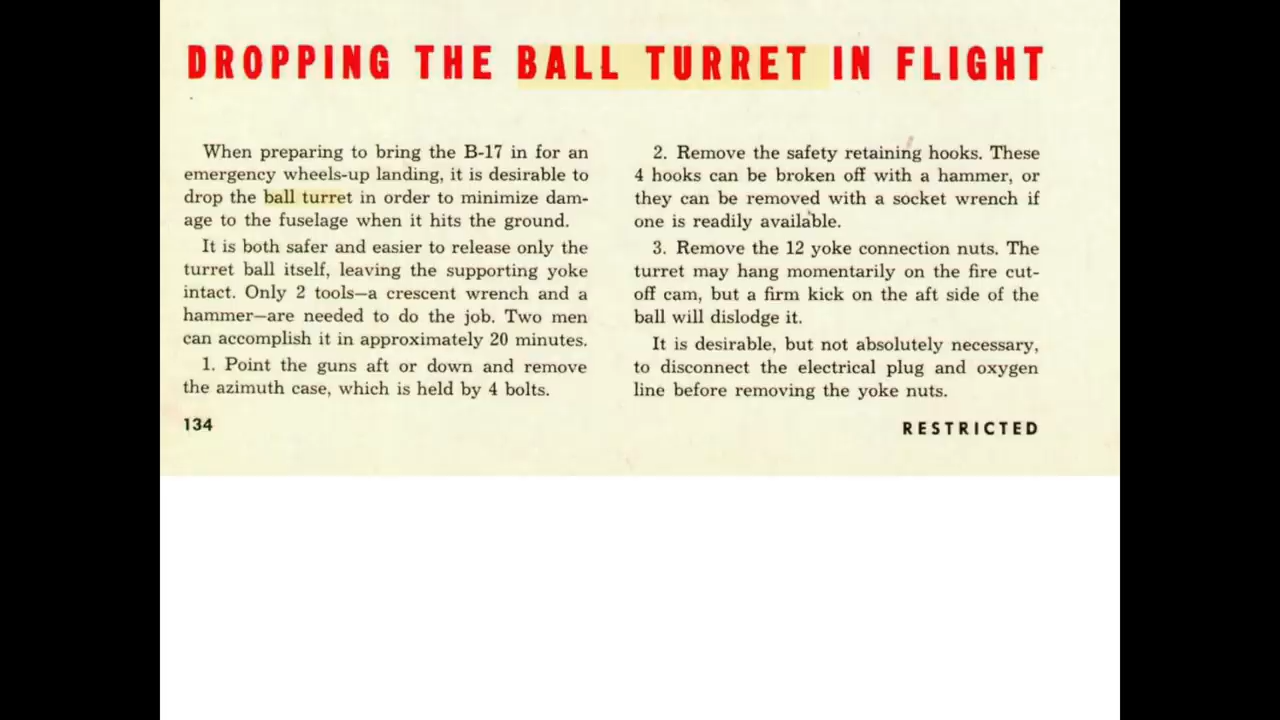 DROPPING THE BALL TURRET IN FLIGHT
When preparing to bring the B-17 in for an
emergency wheels-up landing, it is desirable to
drop the ball turret in order to minimize dam-
age to the fuselage when it hits the ground.
It is both safer and easier to release only the
turret ball itself, leaving the supporting yoke
intact. Only 2 tools—a crescent wrench and a
hammer—are needed to do the job. Two men
can accomplish it in approximately 20 minutes.
1. Point the guns aft or down and remove
the azimuth case, which is held by 4 bolts.
2. Remove the safety retaining hooks. These
4 hooks can be broken off with a hammer, or
they can be removed with a socket wrench if
one is readily available.
3. Remove the 12 yoke connection nuts. The
turret may hang momentarily on the fire cut-
off cam, but a firm kick on the aft side of the
ball will dislodge it.
It is desirable, but not absolutely necessary,
to disconnect the electrical plug and oxygen
line before removing the yoke nuts.
134
RESTRICTED